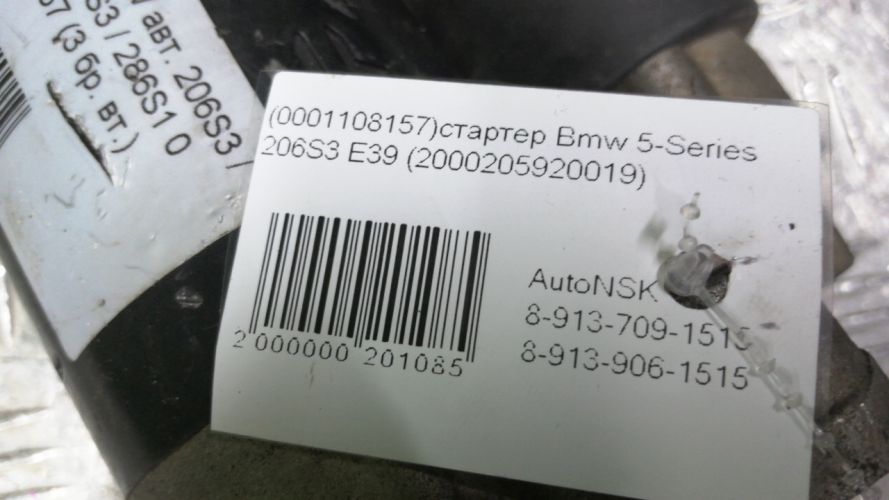 авт. 206S3 /
/ 286S1 0
(3 бр. вт.)
(0001108157)стартер Bmw 5-Series
206S3 E39 (2000205920019)
AutoNSK
8-913-709-1515
8-913-906-1515
2 000000 201085